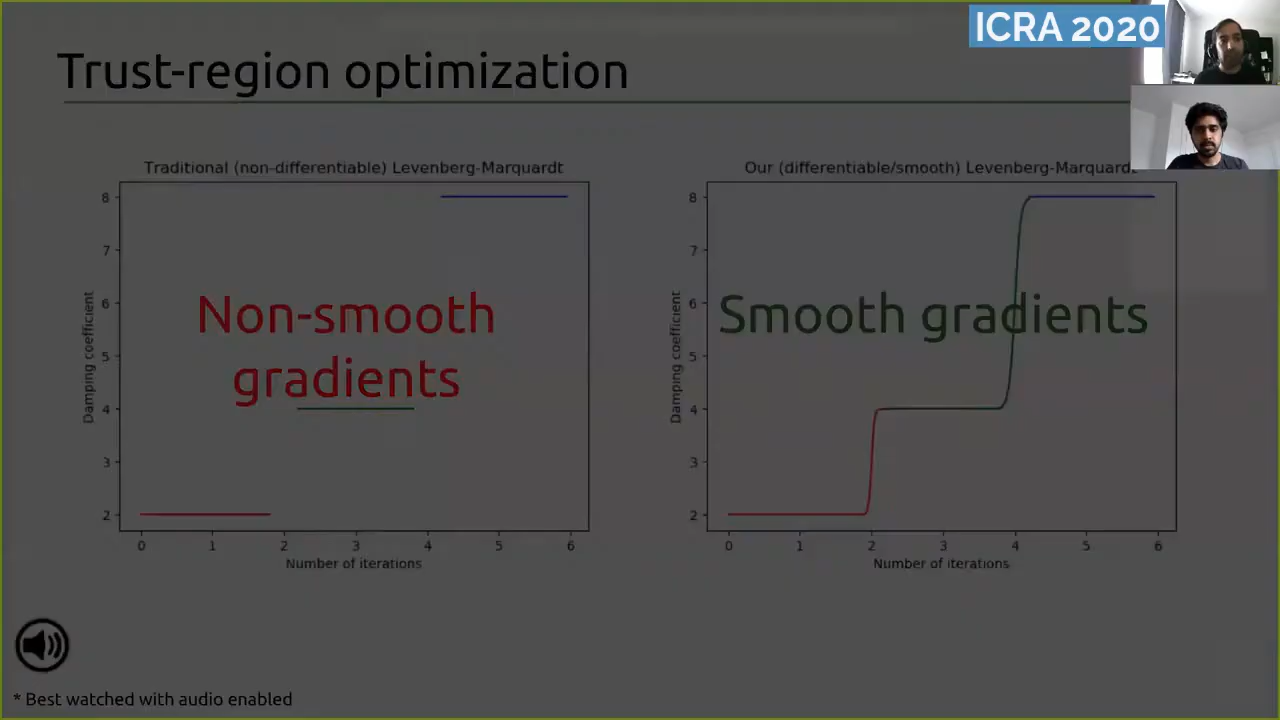 ICRA 2020
Trust-region optimization
Traditional (non-differentiable) Levenberg-Marquardt
8
7
6
5
4
3
2
Damping coefficient
Non-smooth
gradients
0 1 2 3 4 5 6
Number of iterations
Our (differentiable/smooth) Levenberg-Marquardt
8
7
6
5
4
3
2
Damping coefficient
Smooth gradients
0 1 2 3 4 5 6
Number of iterations
* Best watched with audio enabled